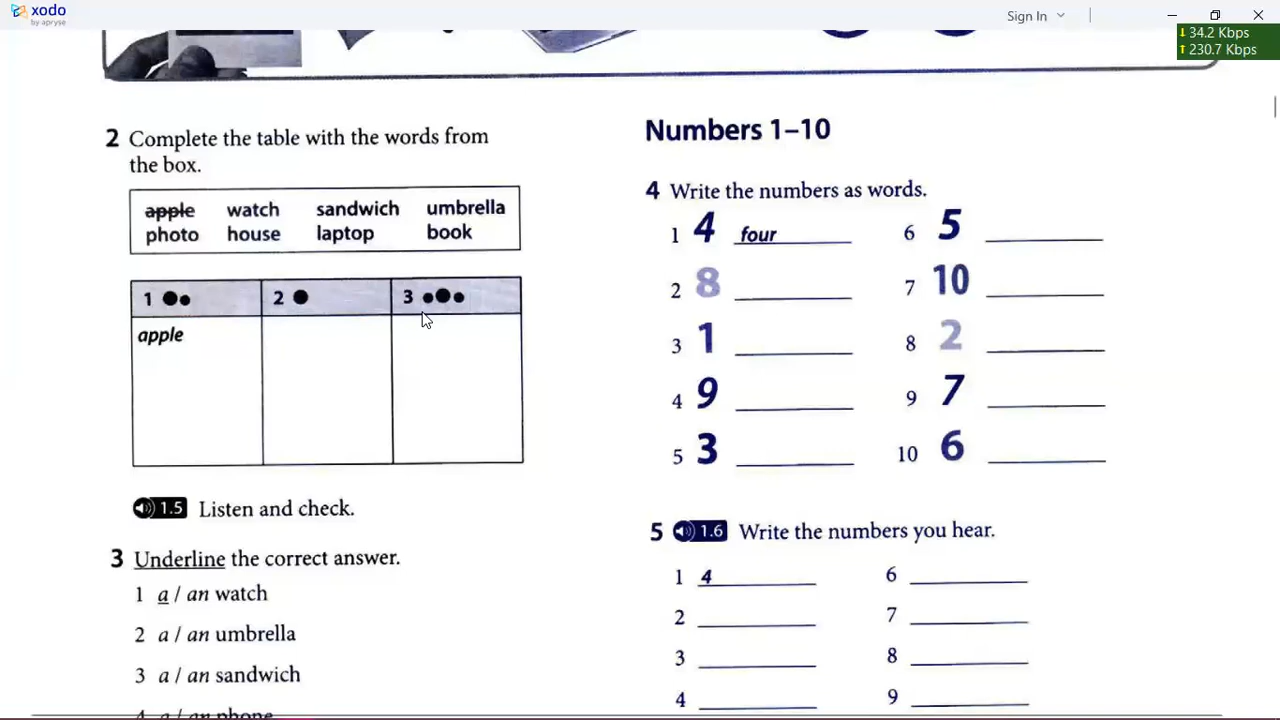 xodo
by apryse
Sign In
34.2 Kbps
230.7 Kbps
2 Complete the table with the words from
the box.
apple watch sandwich umbrella
photo house laptop book
1 2 3
apple
1.5 Listen and check.
3 Underline the correct answer.
1 a / an watch
2 a / an umbrella
3 a / an sandwich
4 a / an phone
Numbers 1–10
4 Write the numbers as words.
1 4 four
2 8
3 1
4 9
5 3
6 5
7 10
8 2
9 7
10 6
5 1.6 Write the numbers you hear.
1 4
2
3
4
6
7
8
9